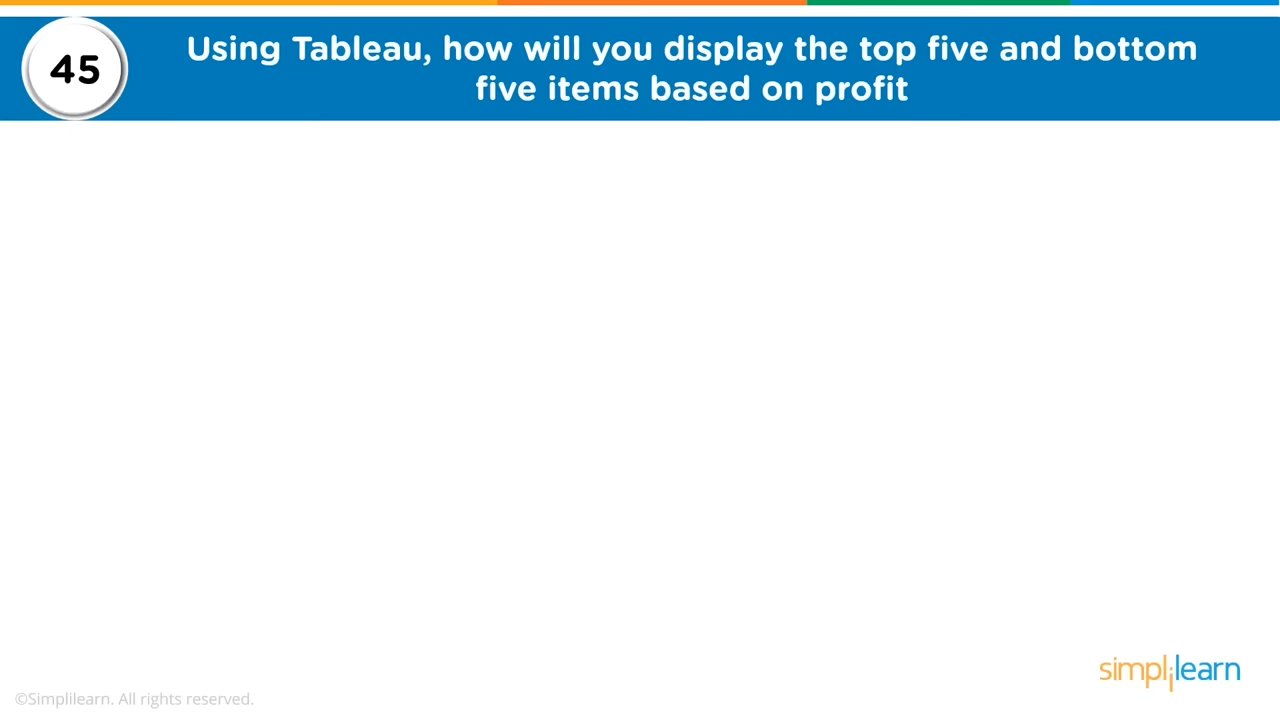 45
Using Tableau, how will you display the top five and bottom
five items based on profit
simplilearn
©Simplilearn. All rights reserved.